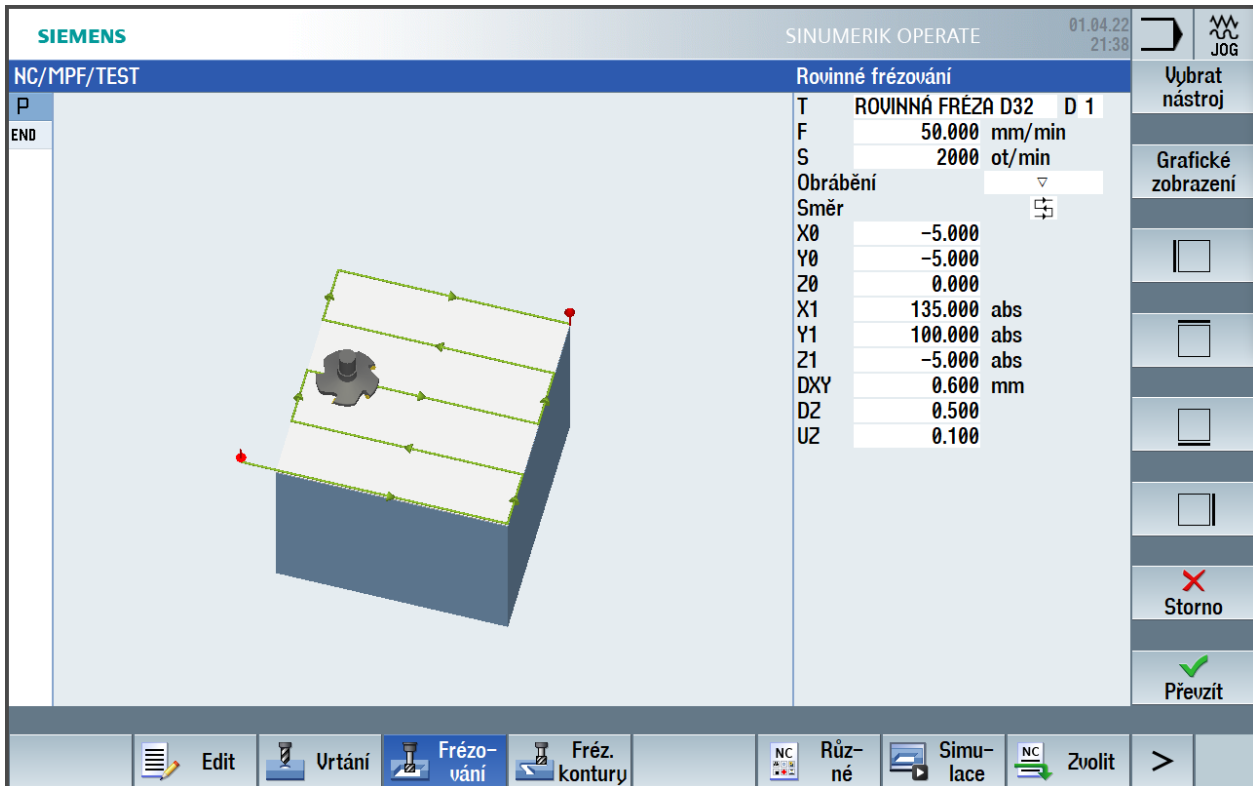 SIEMENS
SINUMERIK OPERATE
01.04.22
21:38
JOG
NC/MPF/TEST
P
END
Rovinné frézování
T ROVINNÁ FRÉZA D32 D 1
F 50.000 mm/min
S 2000 ot/min
Obrábění ▽
Směr
X0 -5.000
Y0 -5.000
Z0 0.000
X1 135.000 abs
Y1 100.000 abs
Z1 -5.000 abs
DXY 0.600 mm
DZ 0.500
UZ 0.100
Vybrat
nástroj
Grafické
zobrazení
Storno
Převzít
Edit
Vrtání
Frézo-
vání
Fréz.
kontury
NC
Růz-
né
Simu-
lace
NC
Zvolit
>